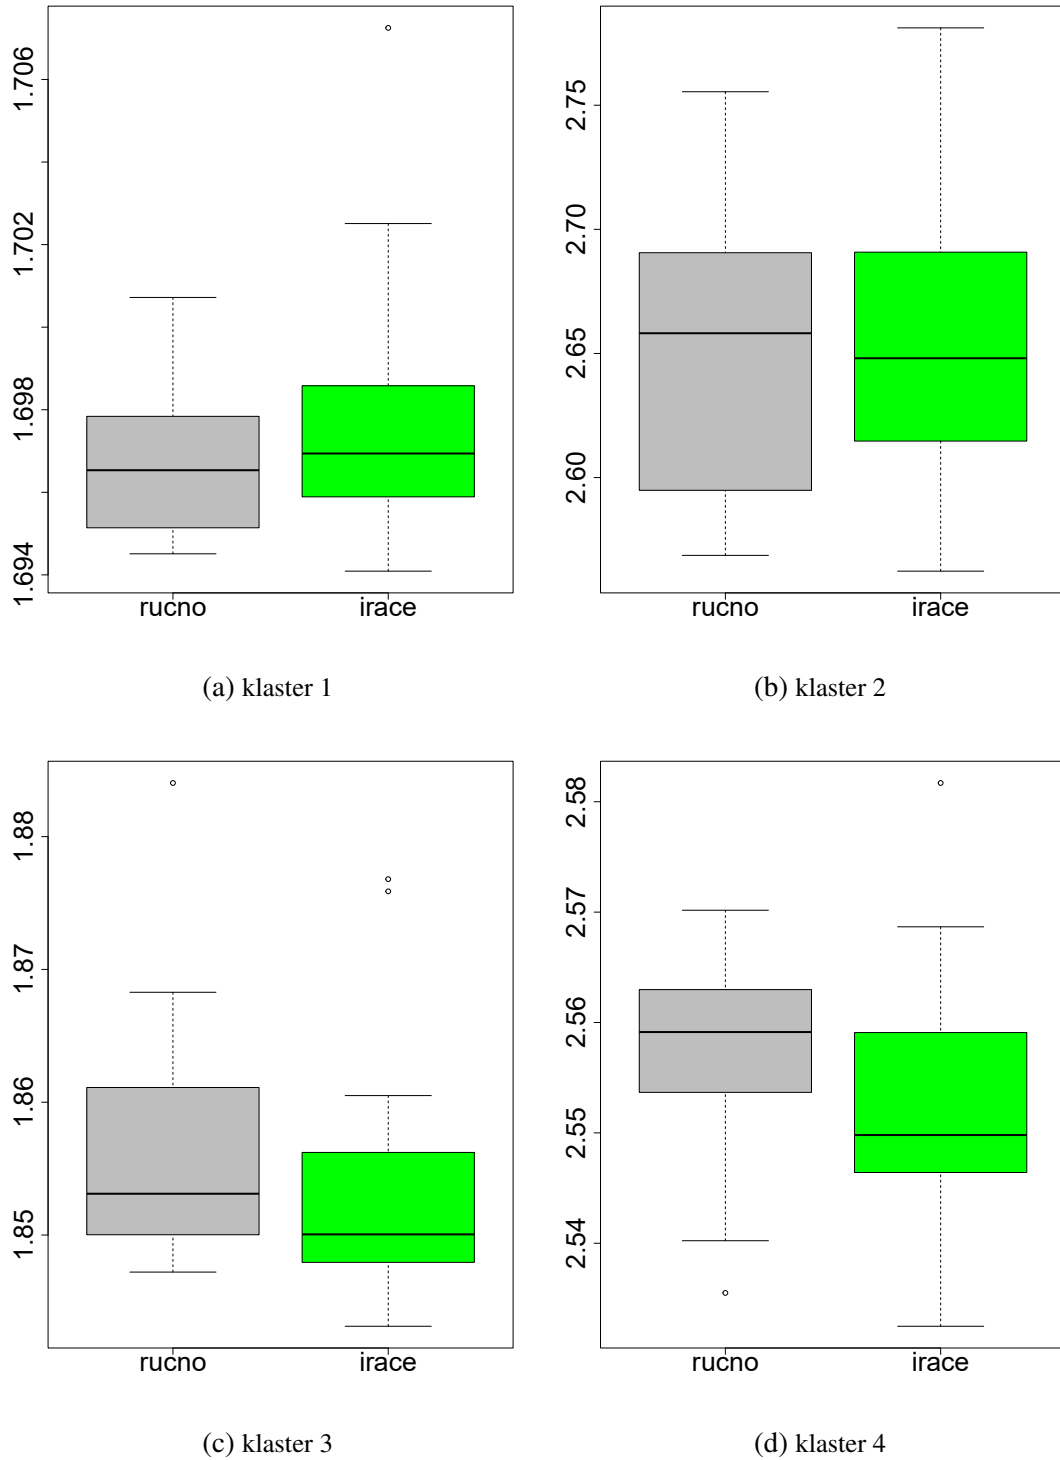 1.706
1.702
1.698
1.694
rucno irace
(a) klaster 1
2.75
2.70
2.65
2.60
rucno irace
(b) klaster 2
1.88
1.87
1.86
1.85
rucno irace
(c) klaster 3
2.58
2.57
2.56
2.55
2.54
rucno irace
(d) klaster 4